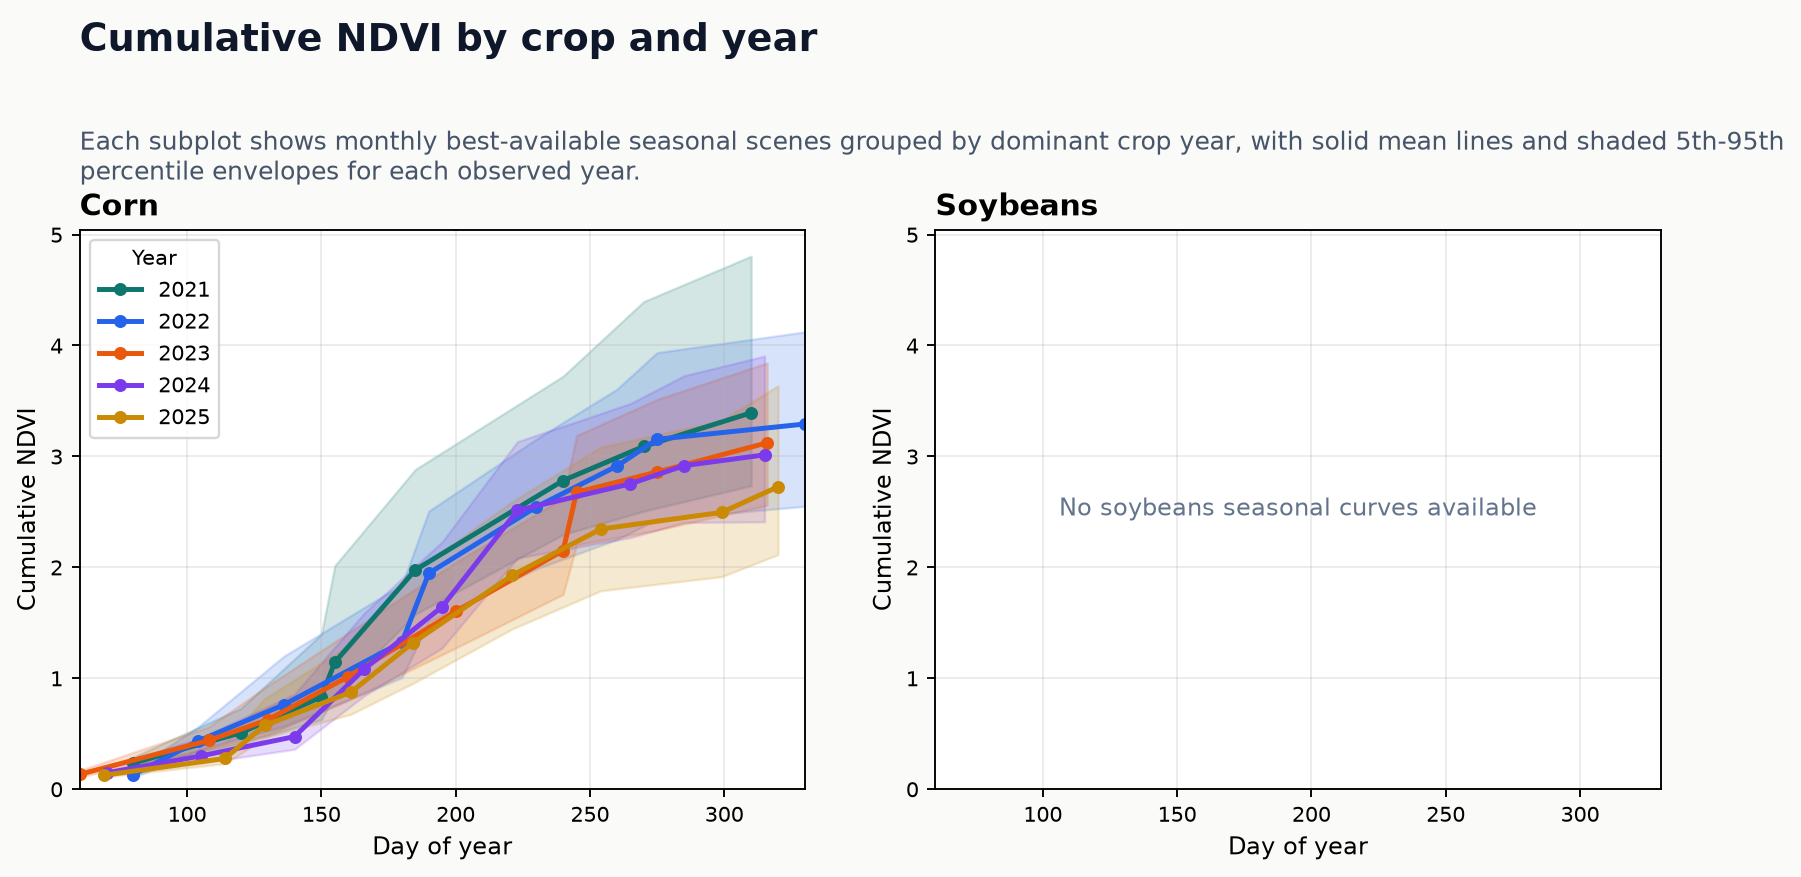 Cumulative NDVI by crop and year
Each subplot shows monthly best-available seasonal scenes grouped by dominant crop year, with solid mean lines and shaded 5th-95th
percentile envelopes for each observed year.
Corn
Year
2021
2022
2023
2024
2025
5
4
3
2
1
0
Cumulative NDVI
100 150 200 250 300
Day of year
Soybeans
No soybeans seasonal curves available
5
4
3
2
1
0
Cumulative NDVI
100 150 200 250 300
Day of year